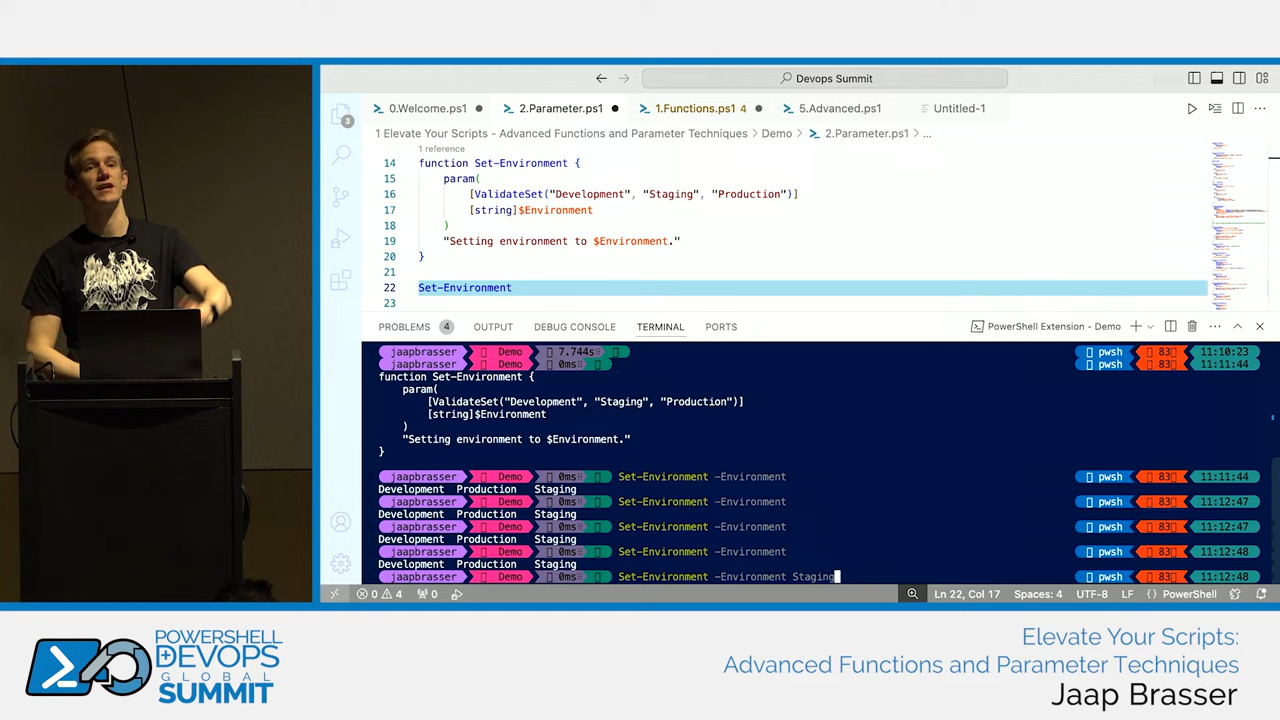 Devops Summit
0.Welcome.ps1
2.Parameter.ps1
1.Functions.ps1 4
5.Advanced.ps1
Untitled-1
3
1 Elevate Your Scripts - Advanced Functions and Parameter Techniques > Demo > 2.Parameter.ps1 > ...
1 reference
14 function Set-Environment {
15 param(
16 [ValidateSet("Development", "Staging", "Production")]
17 [string]$Environment
18 )
19 "Setting environment to $Environment."
20 }
21
22 Set-Environment
23
PROBLEMS 4 OUTPUT DEBUG CONSOLE TERMINAL PORTS
PowerShell Extension - Demo
jaapbrasser Demo 7.744s pwsh 83 11:10:23
jaapbrasser Demo 0ms pwsh 83 11:11:44
function Set-Environment {
param(
[ValidateSet("Development", "Staging", "Production")]
[string]$Environment
)
"Setting environment to $Environment."
}
jaapbrasser Demo 0ms Set-Environment -Environment pwsh 83 11:11:44
Development Production Staging
jaapbrasser Demo 0ms Set-Environment -Environment pwsh 83 11:12:47
Development Production Staging
jaapbrasser Demo 0ms Set-Environment -Environment pwsh 83 11:12:47
Development Production Staging
jaapbrasser Demo 0ms Set-Environment -Environment pwsh 83 11:12:48
Development Production Staging
jaapbrasser Demo 0ms Set-Environment -Environment Staging pwsh 83 11:12:48
0 4 0 Ln 22, Col 17 Spaces: 4 UTF-8 LF {} PowerShell
POWERSHELL
DEVOPS
GLOBAL
SUMMIT
Elevate Your Scripts:
Advanced Functions and Parameter Techniques
Jaap Brasser